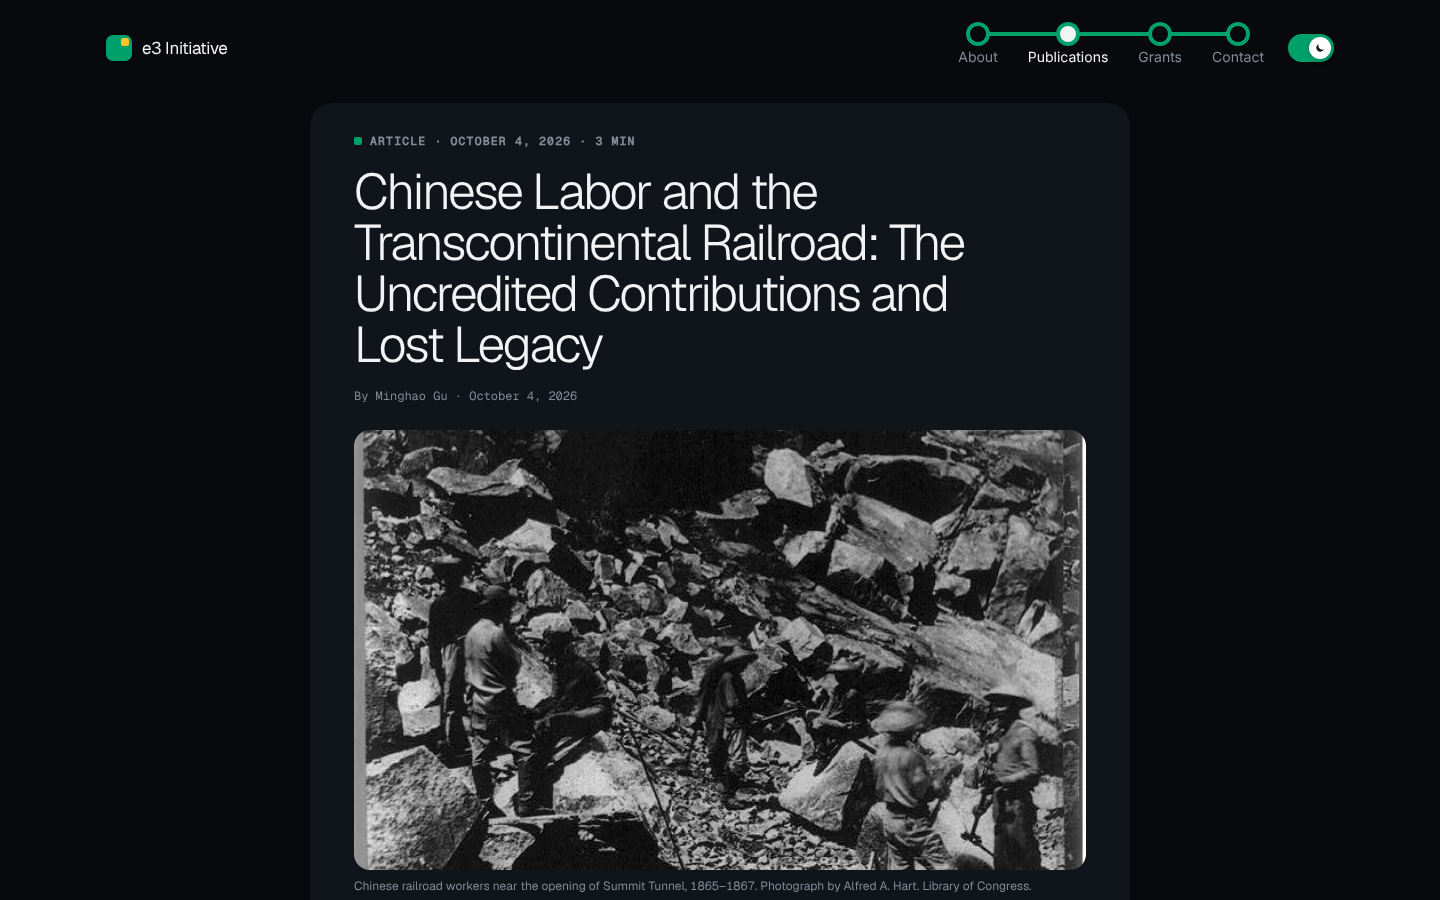 e3 Initiative
About
Publications
Grants
Contact
ARTICLE · OCTOBER 4, 2026 · 3 MIN
Chinese Labor and the
Transcontinental Railroad: The
Uncredited Contributions and
Lost Legacy
By Minghao Gu · October 4, 2026
Chinese railroad workers near the opening of Summit Tunnel, 1865–1867. Photograph by Alfred A. Hart. Library of Congress.